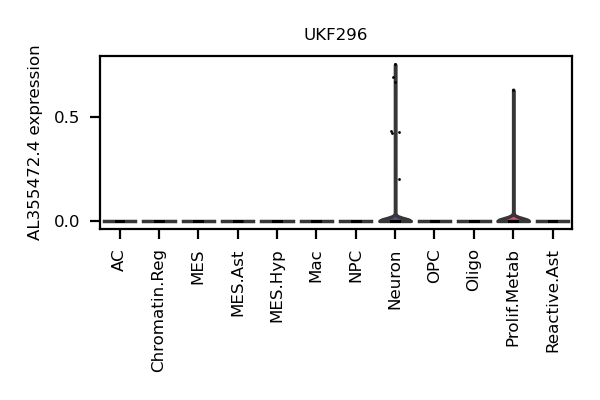 UKF296
AL355472.4 expression
0.5
0.0
AC
Chromatin.Reg
MES
MES.Ast
MES.Hyp
Mac
NPC
Neuron
OPC
Oligo
Prolif.Metab
Reactive.Ast